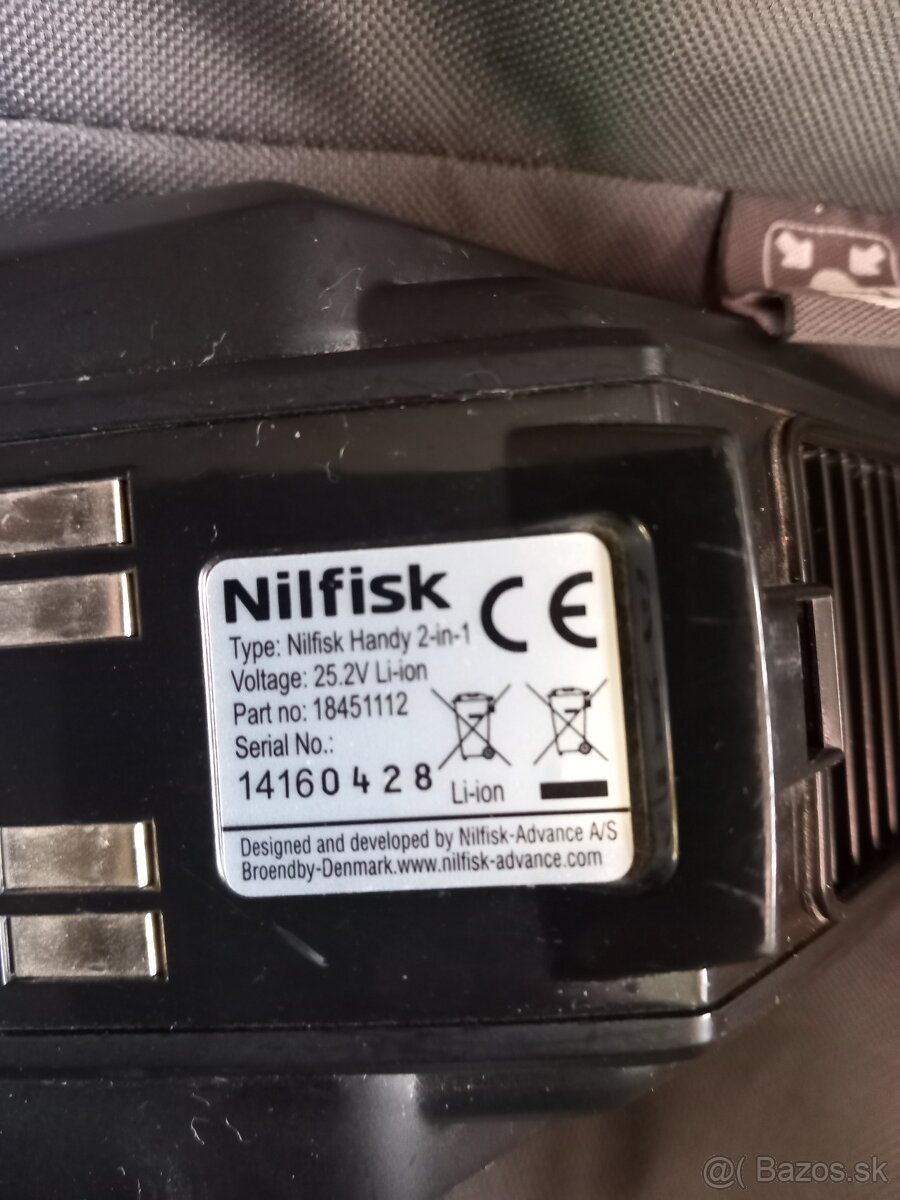 Nilfisk
CE
Type: Nilfisk Handy 2-in-1
Voltage: 25.2V Li-ion
Part no: 18451112
Serial No.:
14160428
Li-ion
Designed and developed by Nilfisk-Advance A/S
Broendby-Denmark.www.nilfisk-advance.com
@( Bazos.sk